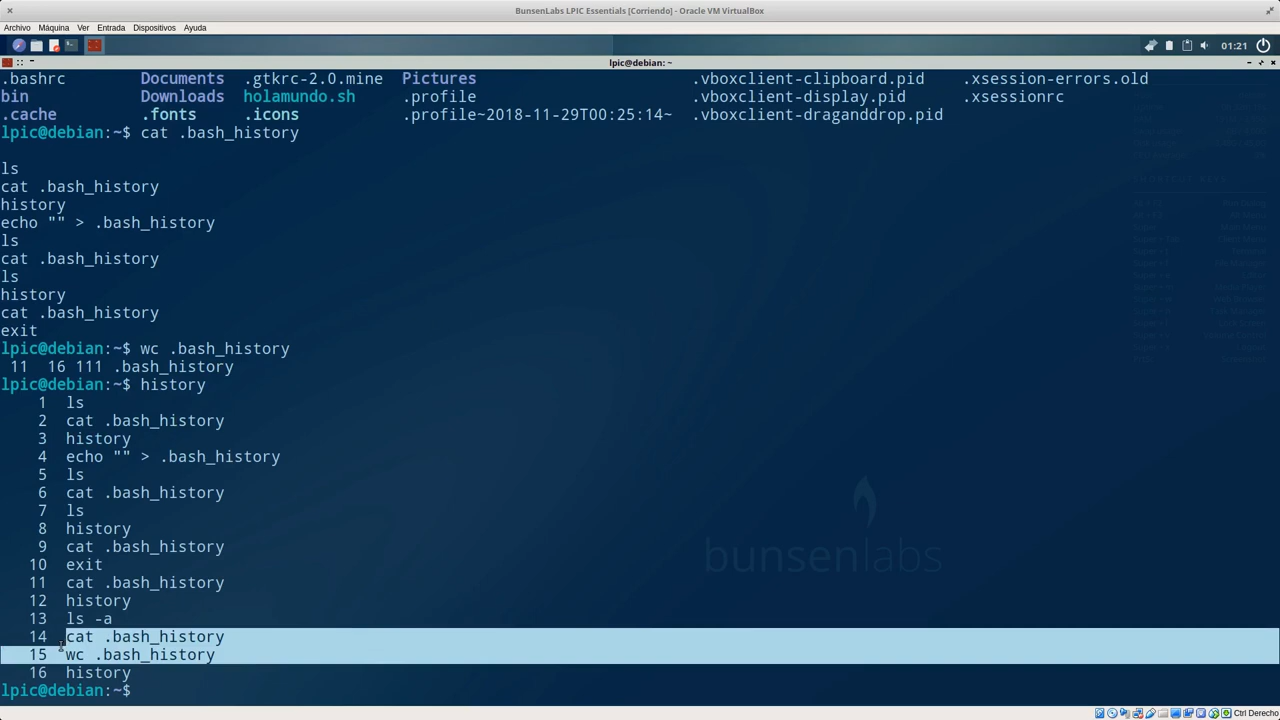 BunsenLabs LPIC Essentials [Corriendo] - Oracle VM VirtualBox
Archivo Máquina Ver Entrada Dispositivos Ayuda
01:21
lpic@debian: ~
.bashrc Documents .gtkrc-2.0.mine Pictures .vboxclient-clipboard.pid .xsession-errors.old
bin Downloads holamundo.sh .profile .vboxclient-display.pid .xsessionrc
.cache .fonts .icons .profile~2018-11-29T00:25:14~ .vboxclient-draganddrop.pid
lpic@debian:~$ cat .bash_history
ls
cat .bash_history
history
echo "" > .bash_history
ls
cat .bash_history
ls
history
cat .bash_history
exit
lpic@debian:~$ wc .bash_history
11 16 111 .bash_history
lpic@debian:~$ history
1 ls
2 cat .bash_history
3 history
4 echo "" > .bash_history
5 ls
6 cat .bash_history
7 ls
8 history
9 cat .bash_history
10 exit
11 cat .bash_history
12 history
13 ls -a
14 cat .bash_history
15 wc .bash_history
16 history
lpic@debian:~$
bunsenlabs
Ctrl Derecho